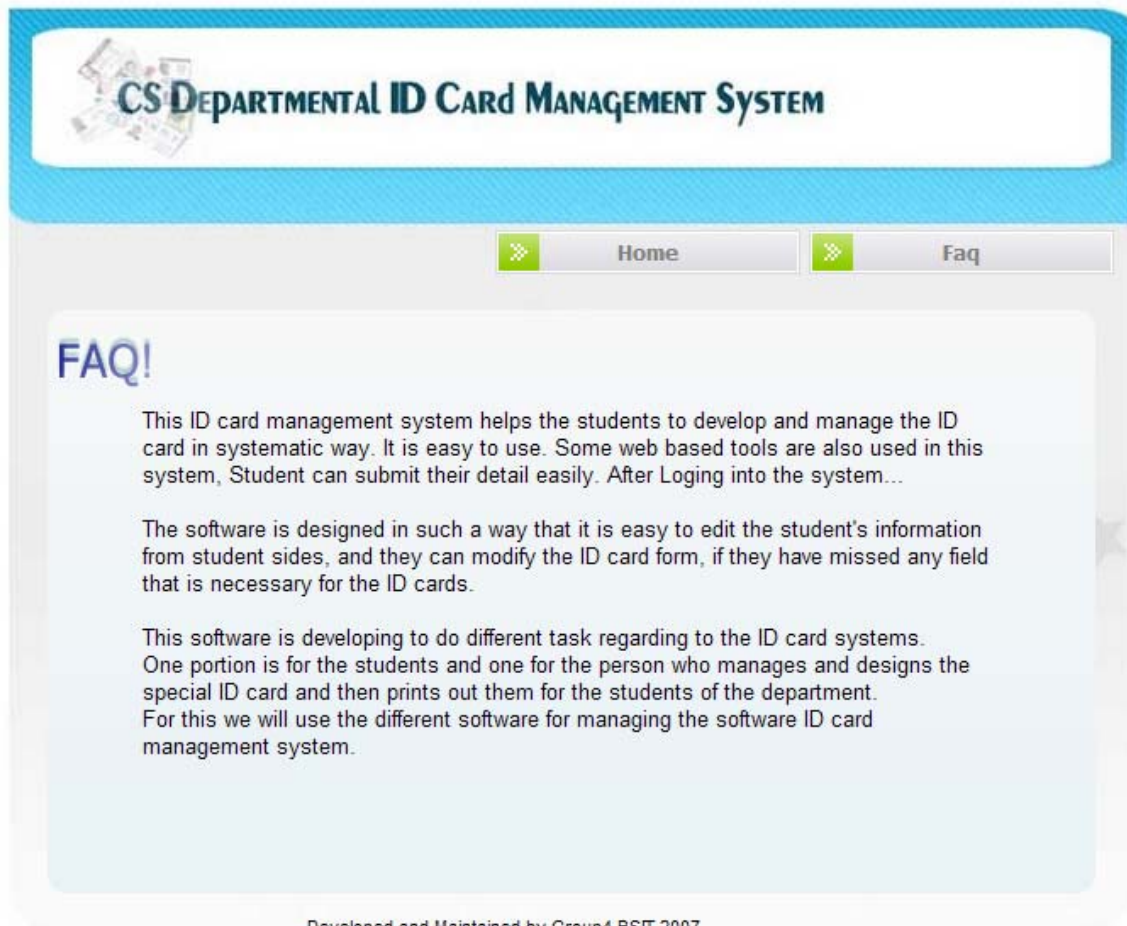 CS Departmental ID Card Management System
Home
Faq
FAQ!
This ID card management system helps the students to develop and manage the ID
card in systematic way. It is easy to use. Some web based tools are also used in this
system, Student can submit their detail easily. After Loging into the system...
The software is designed in such a way that it is easy to edit the student's information
from student sides, and they can modify the ID card form, if they have missed any field
that is necessary for the ID cards.
This software is developing to do different task regarding to the ID card systems.
One portion is for the students and one for the person who manages and designs the
special ID card and then prints out them for the students of the department.
For this we will use the different software for managing the software ID card
management system.
Developed and Maintained by Group4 BSIT 2007